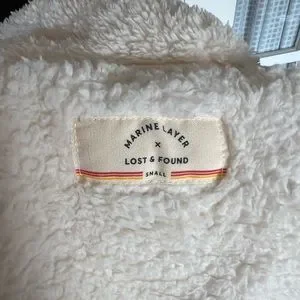 MARINE LAYER
×
LOST & FOUND
SMALL